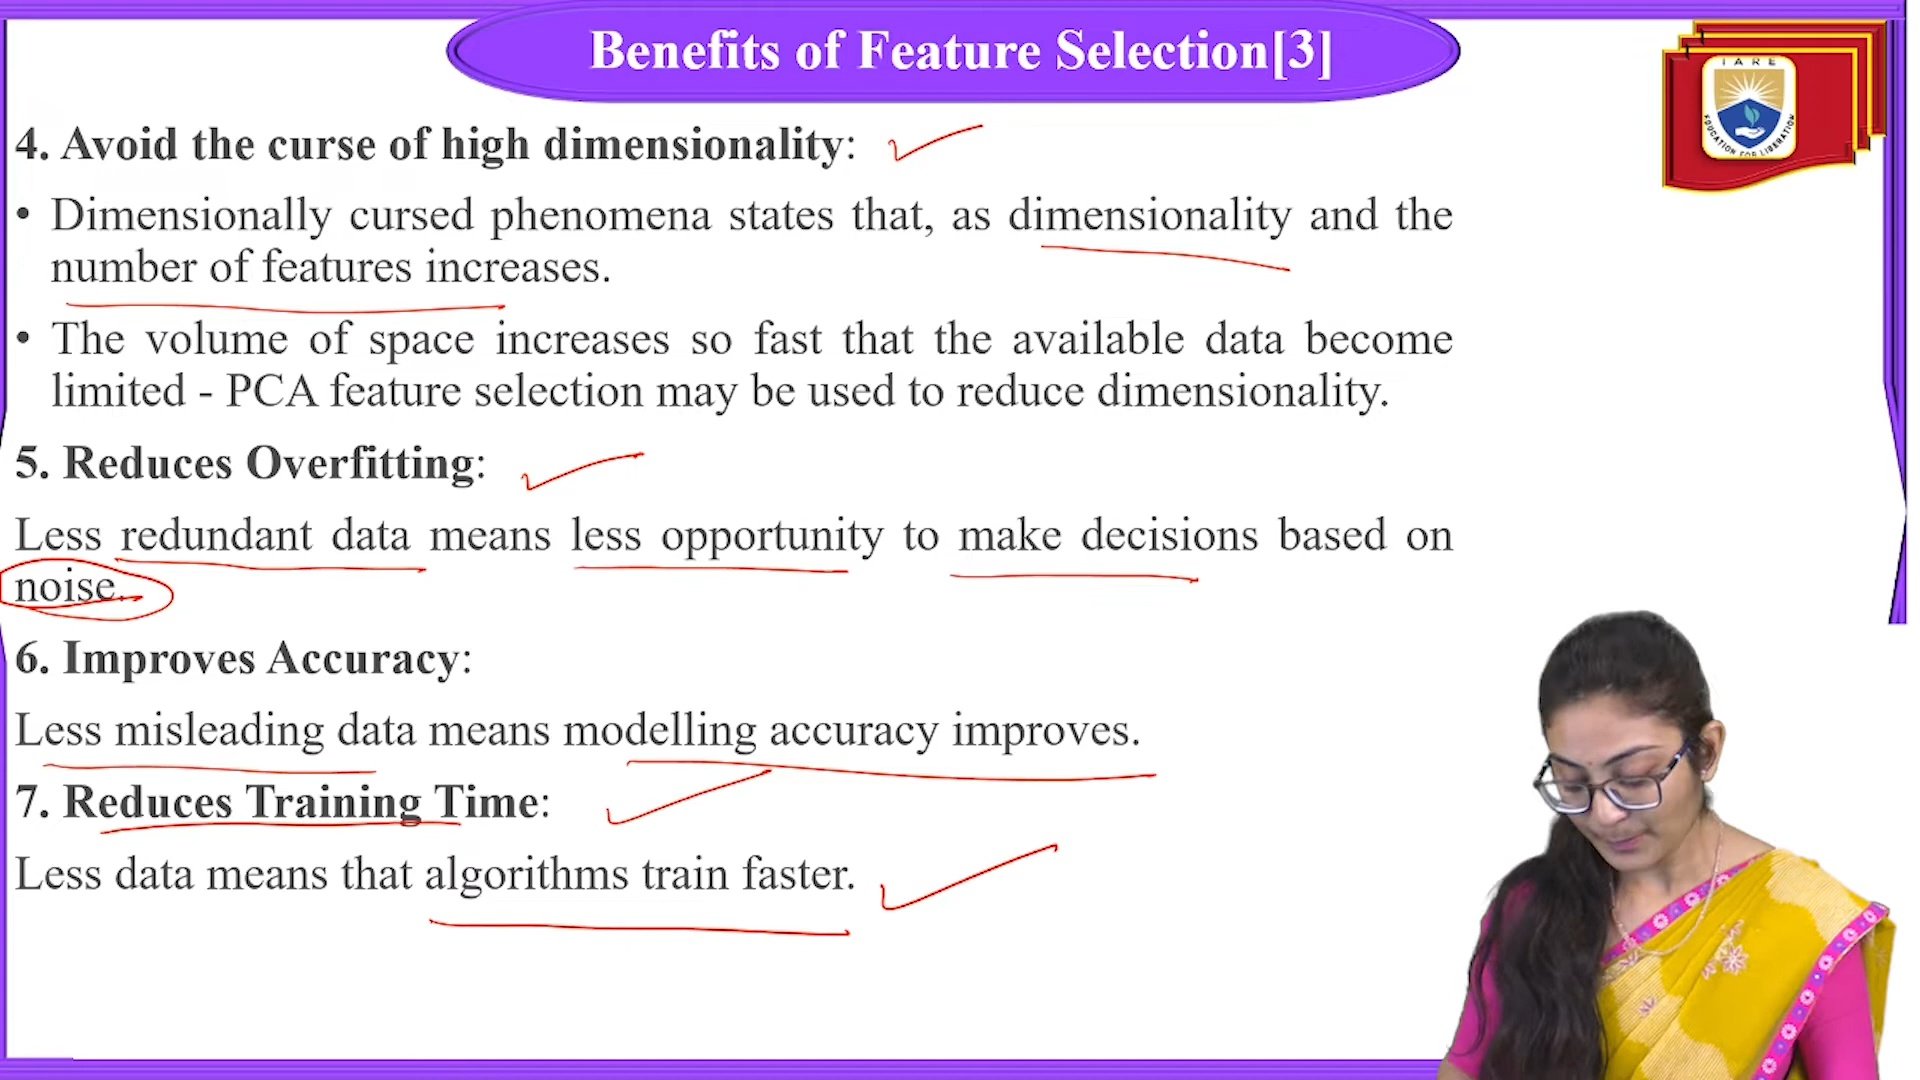 Benefits of Feature Selection[3]
IARE
EDUCATION FOR LIBERATION
4. Avoid the curse of high dimensionality:
• Dimensionally cursed phenomena states that, as dimensionality and the
number of features increases.
• The volume of space increases so fast that the available data become
limited - PCA feature selection may be used to reduce dimensionality.
5. Reduces Overfitting:
Less redundant data means less opportunity to make decisions based on
noise.
6. Improves Accuracy:
Less misleading data means modelling accuracy improves.
7. Reduces Training Time:
Less data means that algorithms train faster.